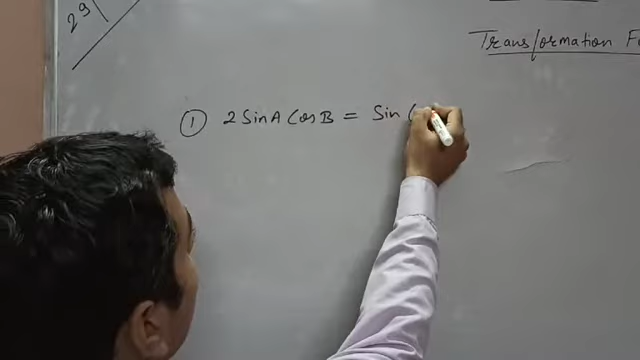 29
Transformation F
① 2 Sin A Cos B = Sin (